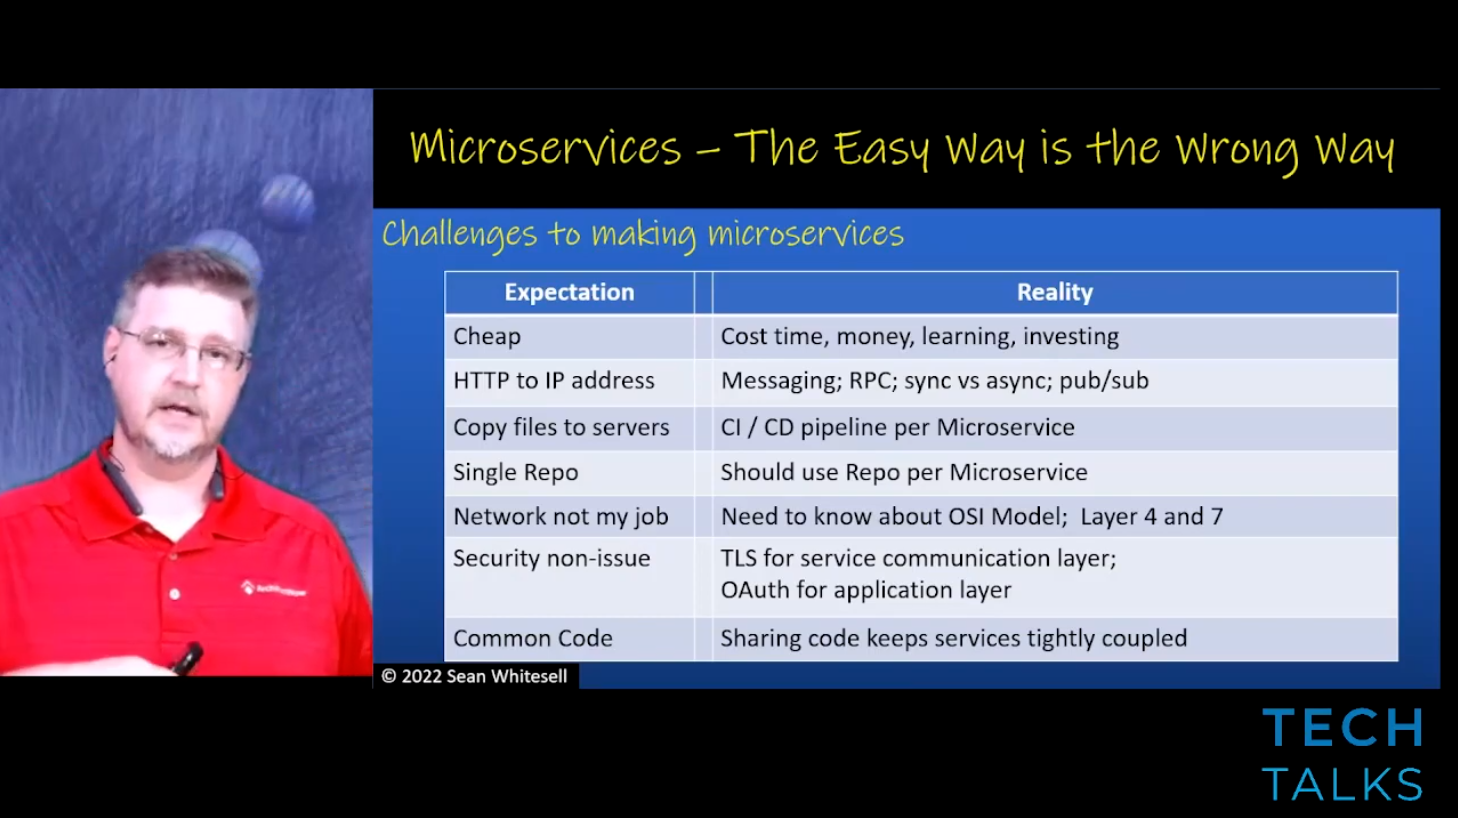 Microservices – The Easy Way is the Wrong Way
Challenges to making microservices
Expectation Reality
Cheap Cost time, money, learning, investing
HTTP to IP address Messaging; RPC; sync vs async; pub/sub
Copy files to servers CI / CD pipeline per Microservice
Single Repo Should use Repo per Microservice
Network not my job Need to know about OSI Model; Layer 4 and 7
Security non-issue TLS for service communication layer;
OAuth for application layer
Common Code Sharing code keeps services tightly coupled
© 2022 Sean Whitesell
TECH
TALKS